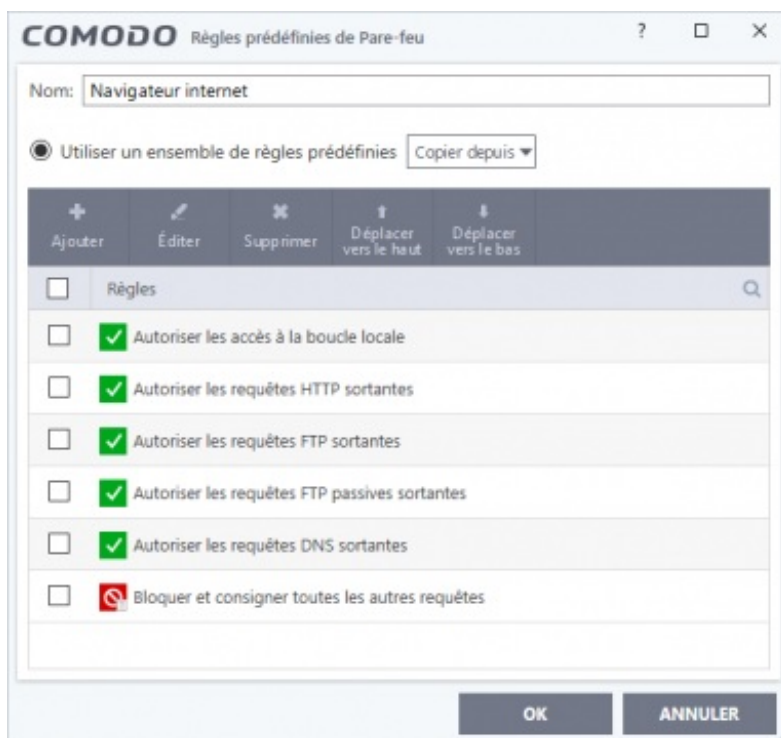 COMODO Règles prédéfinies de Pare-feu ?
Nom: Navigateur internet
Utiliser un ensemble de règles prédéfinies Copier depuis
Ajouter Éditer Supprimer Déplacer vers le haut Déplacer vers le bas
Règles
Autoriser les accès à la boucle locale
Autoriser les requêtes HTTP sortantes
Autoriser les requêtes FTP sortantes
Autoriser les requêtes FTP passives sortantes
Autoriser les requêtes DNS sortantes
Bloquer et consigner toutes les autres requêtes
OK ANNULER